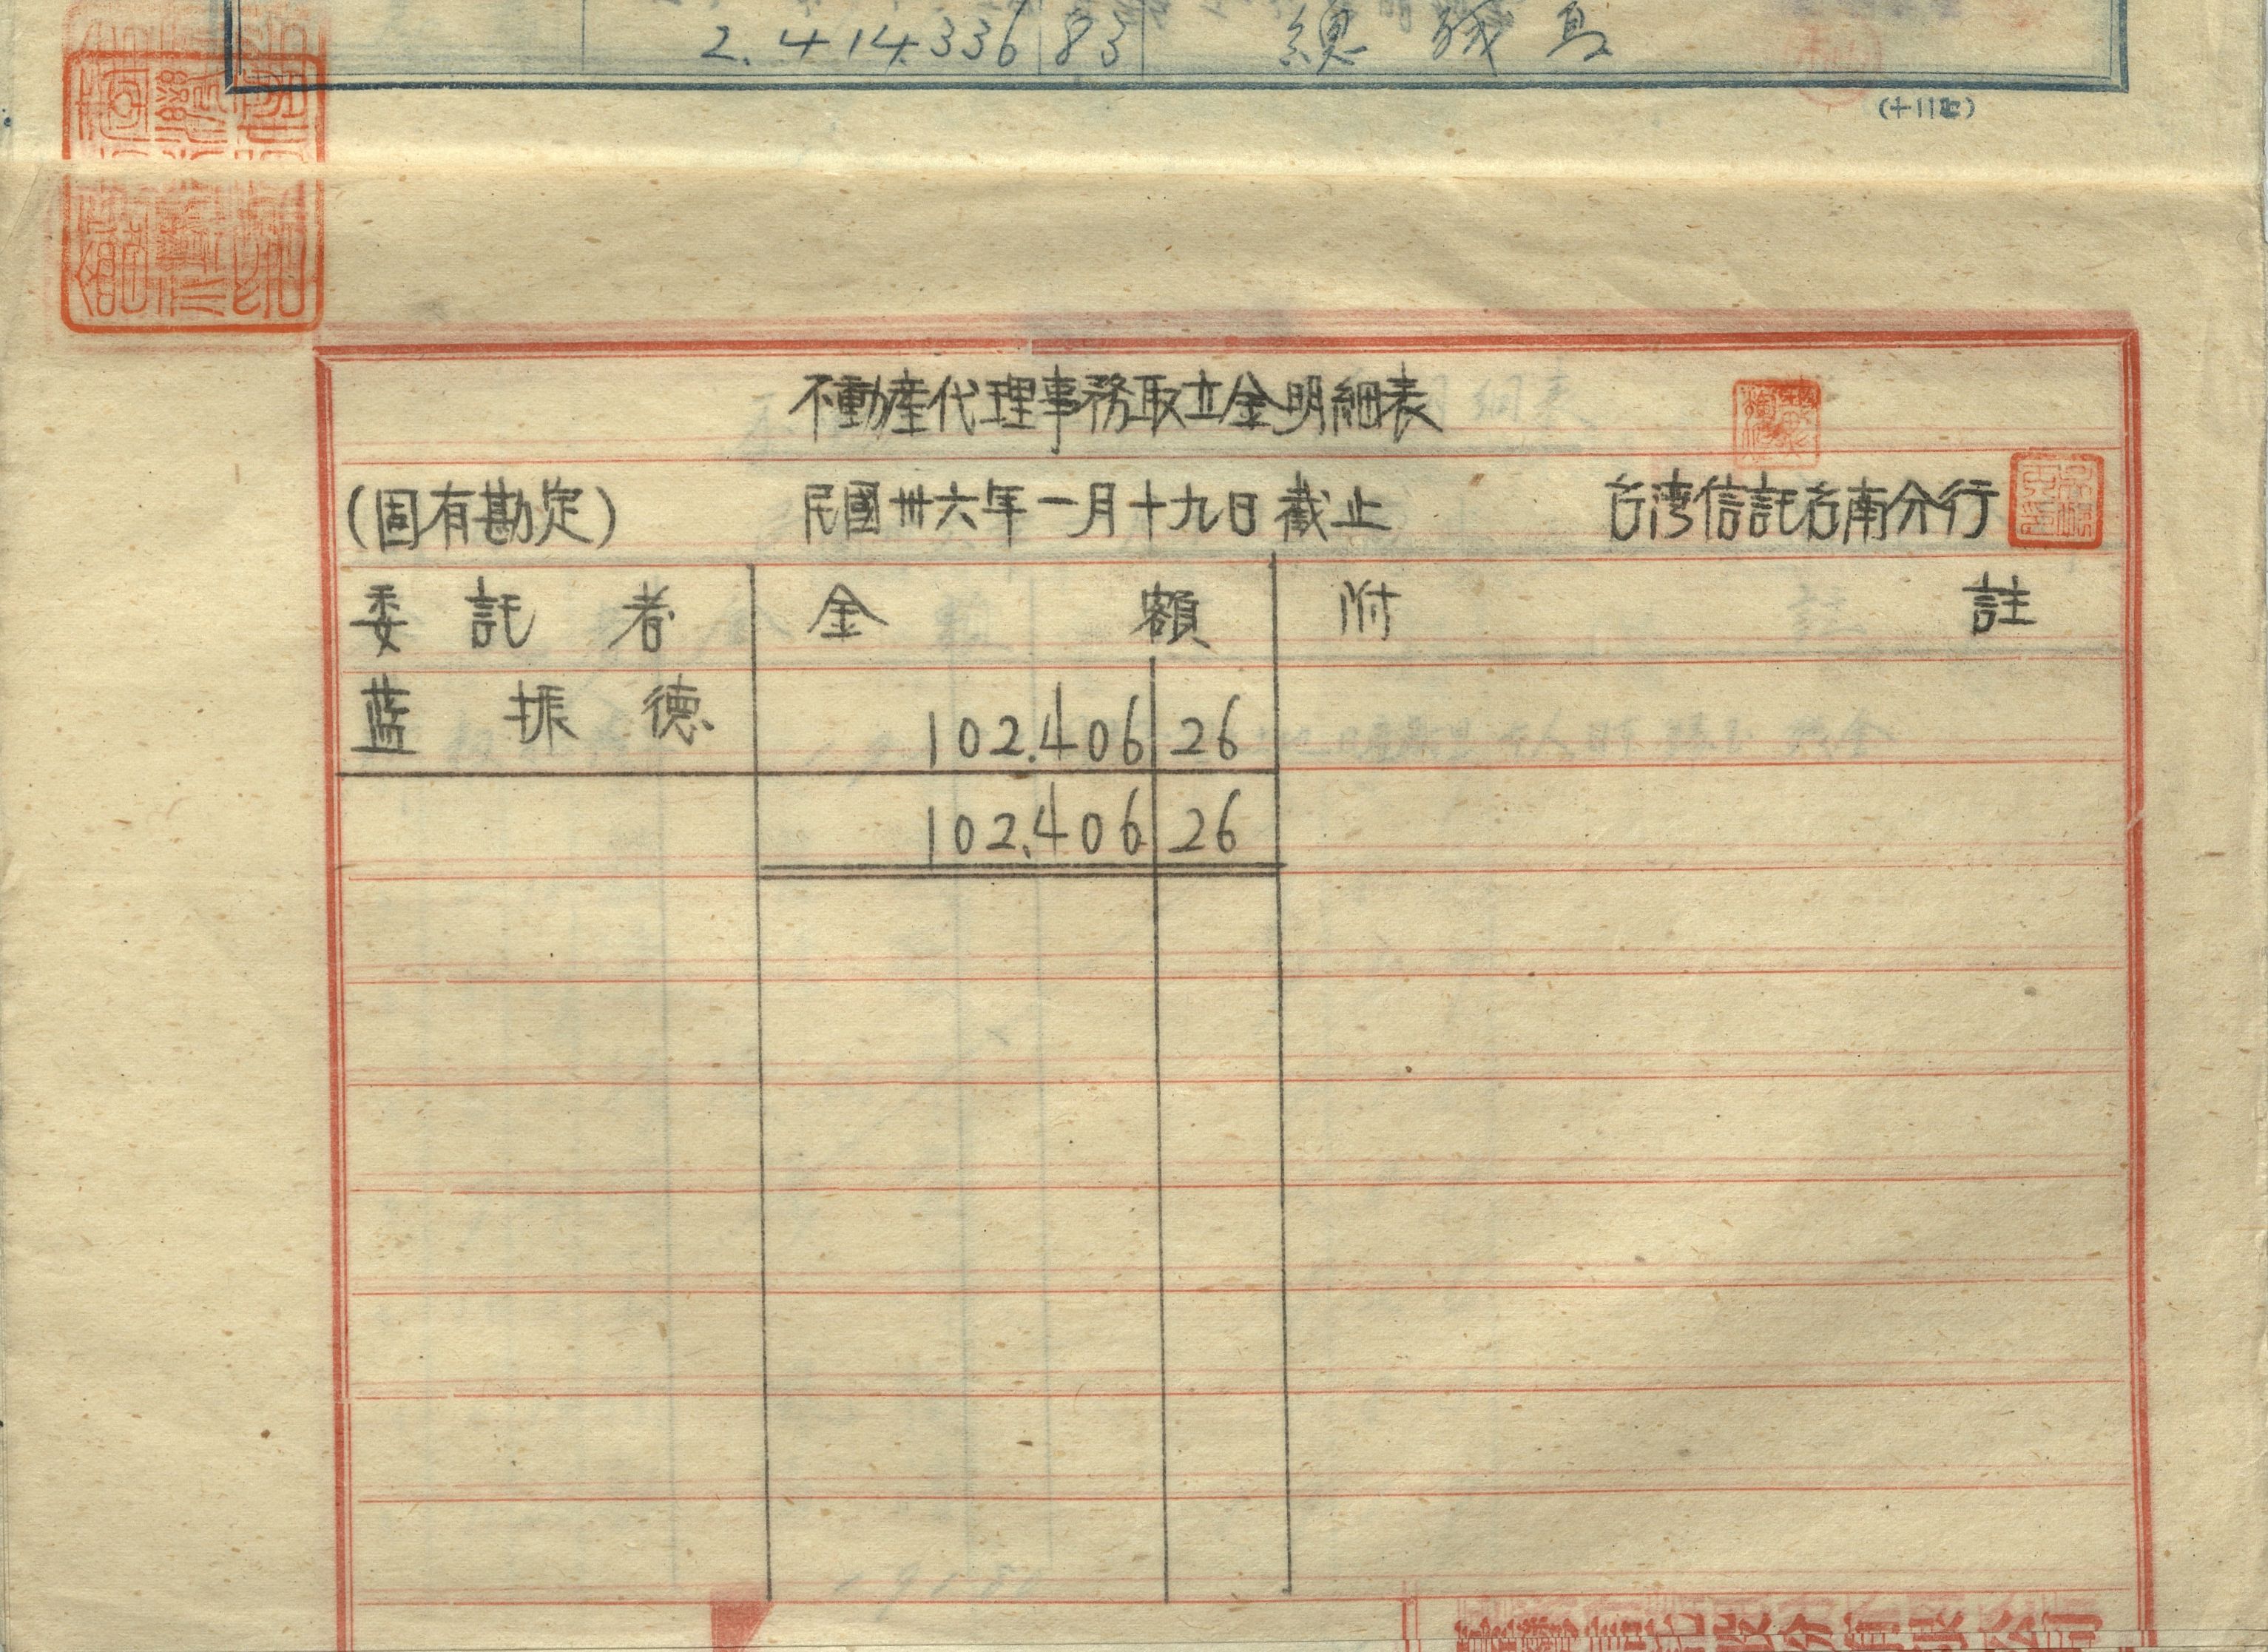 2.414.336 83 總 殘 高
不動產代理事務取立金明細表
(固有勘定) 民國卅六年一月十九日截止 台湾信託台南分行
委託者 金額 附註
藍振德 102.406 26
102.406 26